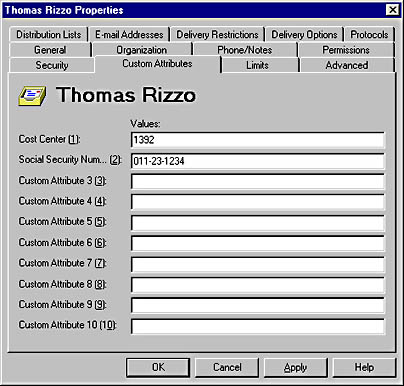 Thomas Rizzo Properties
Distribution Lists E-mail Addresses Delivery Restrictions Delivery Options Protocols
General Organization Phone/Notes Permissions
Security Custom Attributes Limits Advanced
Thomas Rizzo
Values:
Cost Center (1): 1392
Social Security Num... (2): 011-23-1234
Custom Attribute 3 (3):
Custom Attribute 4 (4):
Custom Attribute 5 (5):
Custom Attribute 6 (6):
Custom Attribute 7 (7):
Custom Attribute 8 (8):
Custom Attribute 9 (9):
Custom Attribute 10 (10):
OK Cancel Apply Help